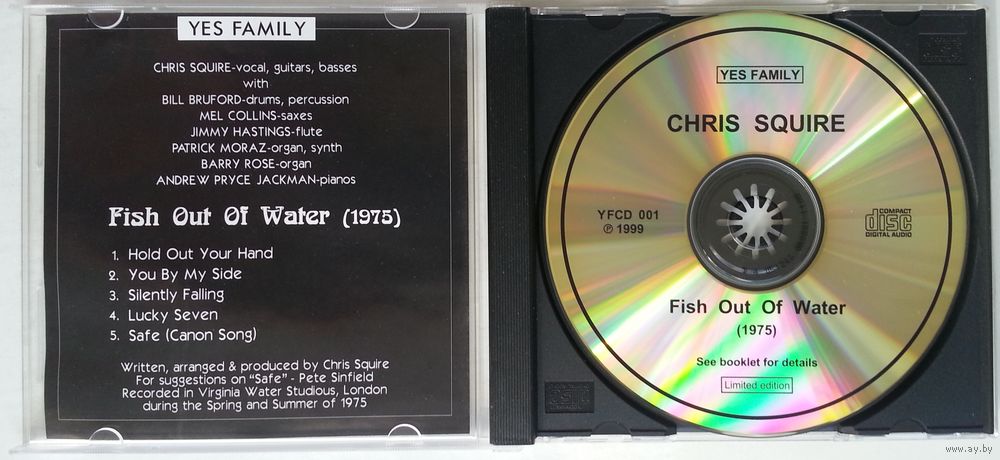 YES FAMILY
CHRIS SQUIRE-vocal, guitars, basses
with
BILL BRUFORD-drums, percussion
MEL COLLINS-saxes
JIMMY HASTINGS-flute
PATRICK MORAZ-organ, synth
BARRY ROSE-organ
ANDREW PRYCE JACKMAN-pianos
Fish Out Of Water (1975)
1. Hold Out Your Hand
2. You By My Side
3. Silently Falling
4. Lucky Seven
5. Safe (Canon Song)
Written, arranged & produced by Chris Squire
For suggestions on "Safe" - Pete Sinfield
Recorded in Virginia Water Studious, London
during the Spring and Summer of 1975
YES FAMILY
CHRIS SQUIRE
YFCD 001
℗ 1999
COMPACT
disc
DIGITAL AUDIO
Fish Out Of Water
(1975)
See booklet for details
Limited edition
www.ay.by